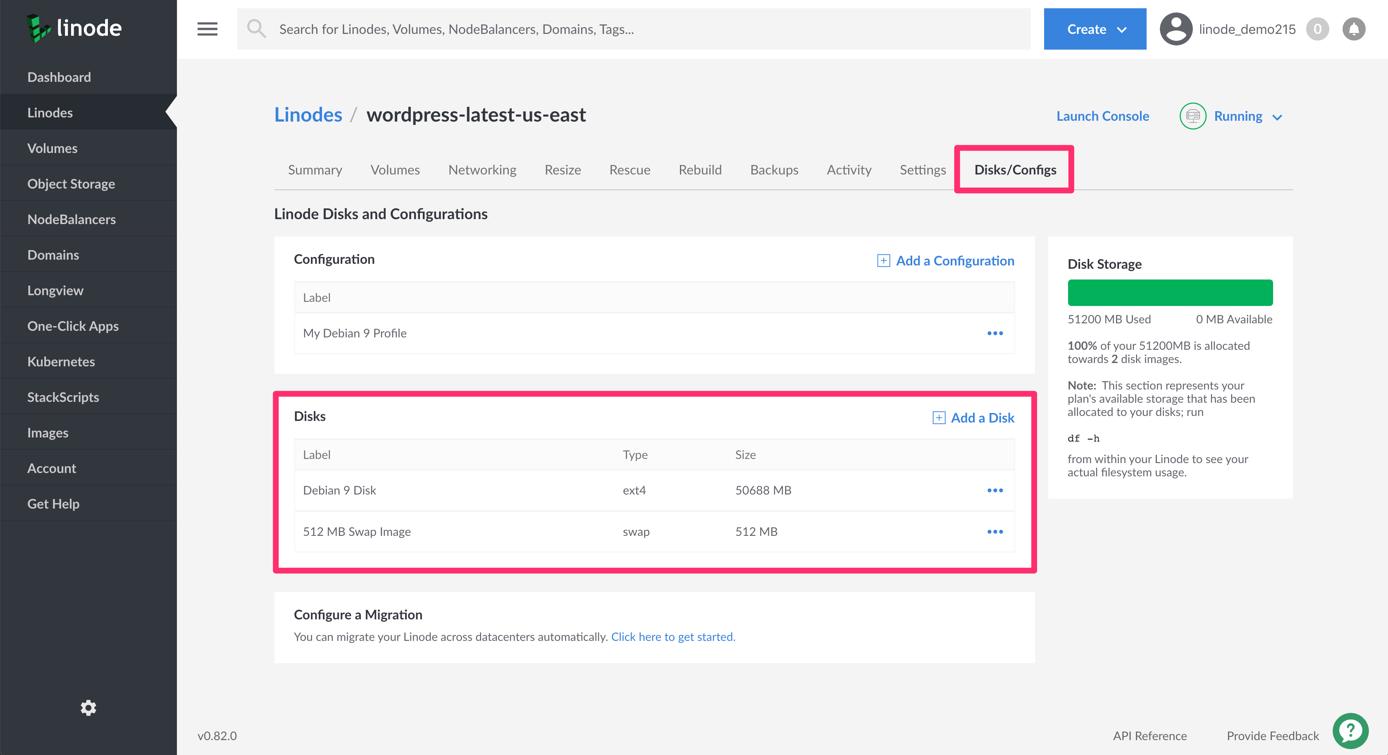 linode
Search for Linodes, Volumes, NodeBalancers, Domains, Tags...
Create
linode_demo215
0
Dashboard
Linodes
Volumes
Object Storage
NodeBalancers
Domains
Longview
One-Click Apps
Kubernetes
StackScripts
Images
Account
Get Help
Linodes / wordpress-latest-us-east
Launch Console
Running
Summary Volumes Networking Resize Rescue Rebuild Backups Activity Settings Disks/Configs
Linode Disks and Configurations
Configuration
Add a Configuration
Label
My Debian 9 Profile
Disks
Add a Disk
Label Type Size
Debian 9 Disk ext4 50688 MB
512 MB Swap Image swap 512 MB
Configure a Migration
You can migrate your Linode across datacenters automatically. Click here to get started.
Disk Storage
51200 MB Used 0 MB Available
100% of your 51200MB is allocated
towards 2 disk images.
Note: This section represents your
plan's available storage that has been
allocated to your disks; run
df -h
from within your Linode to see your
actual filesystem usage.
v0.82.0
API Reference
Provide Feedback
?